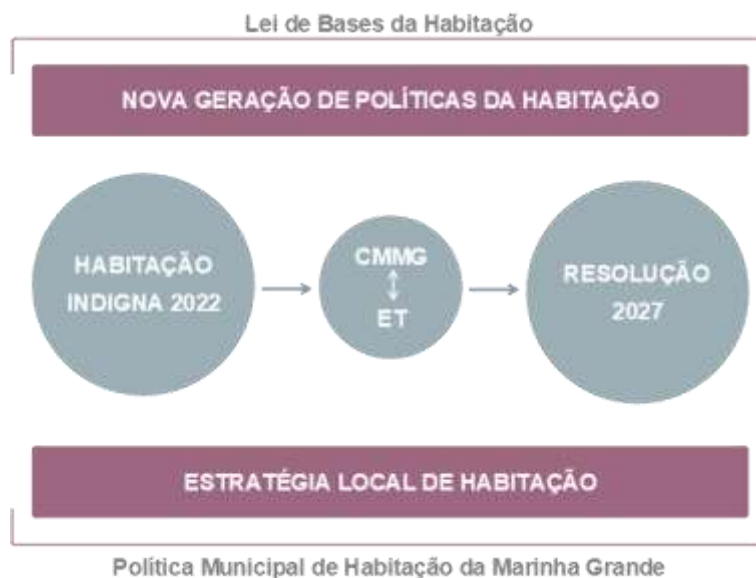 Lei de Bases da Habitação
NOVA GERAÇÃO DE POLÍTICAS DA HABITAÇÃO
HABITAÇÃO
INDIGNA 2022
CMMG
ET
RESOLUÇÃO
2027
ESTRATÉGIA LOCAL DE HABITAÇÃO
Política Municipal de Habitação da Marinha Grande